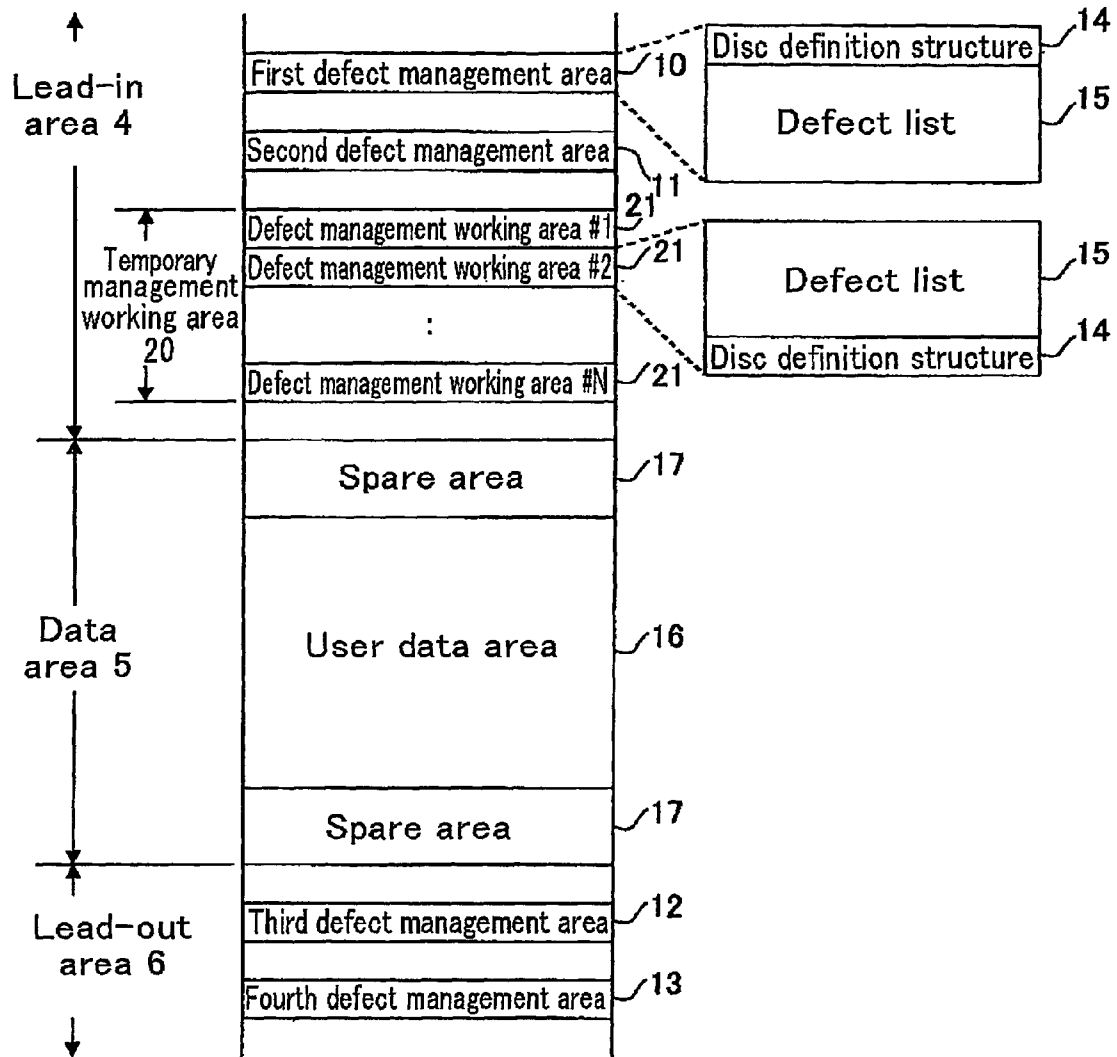 Lead-in
area 4
First defect management area
10
Disc definition structure
14
Defect list
15
Second defect management area
11
Temporary
management
working area
20
Defect management working area #1
21
Defect management working area #2
21
Defect list
15
Disc definition structure
14
:
Defect management working area #N
21
Data
area 5
Spare area
17
User data area
16
Spare area
17
Lead-out
area 6
Third defect management area
12
Fourth defect management area
13